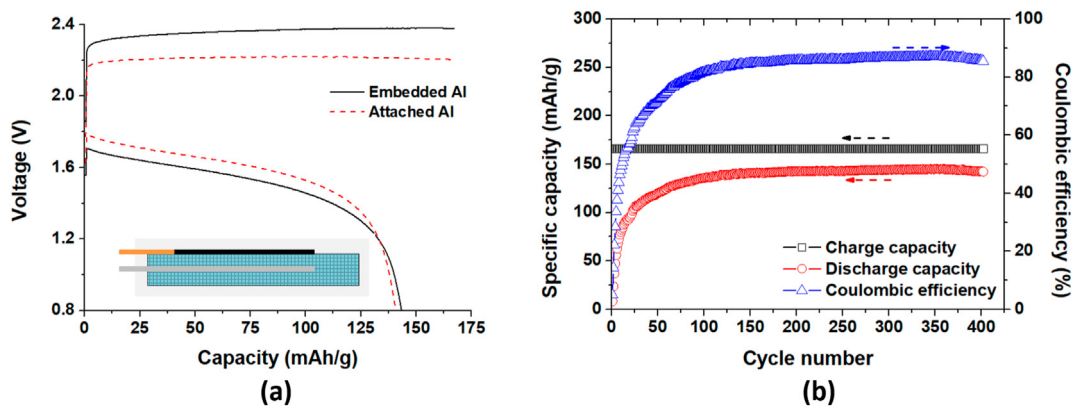 2.4
2.0
1.6
1.2
0.8
Voltage (V)
Embedded Al
Attached Al
0 25 50 75 100 125 150 175
Capacity (mAh/g)
(a)
300
250
200
150
100
50
0
Specific capacity (mAh/g)
100
80
60
40
20
0
Coulombic efficiency (%)
Charge capacity
Discharge capacity
Coulombic efficiency
0 50 100 150 200 250 300 350 400
Cycle number
(b)